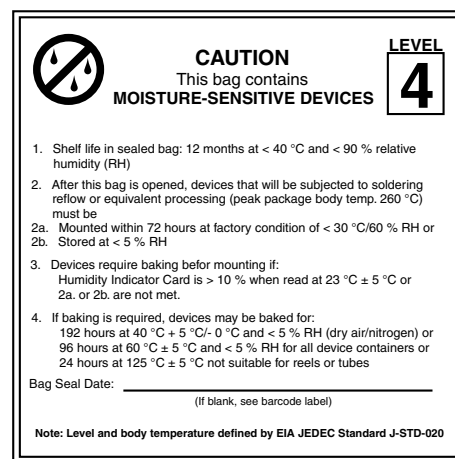 LEVEL
CAUTION
4
This bag contains
MOISTURE-SENSITIVE DEVICES
1. Shelf life in sealed bag: 12 months at < 40 °C and < 90 % relative
humidity (RH)
2. After this bag is opened, devices that will be subjected to soldering
reflow or equivalent processing (peak package body temp. 260 °C)
must be
2a. Mounted within 72 hours at factory condition of < 30 °C/60 % RH or
2b. Stored at < 5 % RH
3. Devices require baking befor mounting if:
Humidity Indicator Card is > 10 % when read at 23 °C ± 5 °C or
2a. or 2b. are not met.
4. If baking is required, devices may be baked for:
192 hours at 40 °C + 5 °C/- 0 °C and < 5 % RH (dry air/nitrogen) or
96 hours at 60 °C ± 5 °C and < 5 % RH for all device containers or
24 hours at 125 °C ± 5 °C not suitable for reels or tubes
Bag Seal Date:
(If blank, see barcode label)
Note: Level and body temperature defined by EIA JEDEC Standard J-STD-020